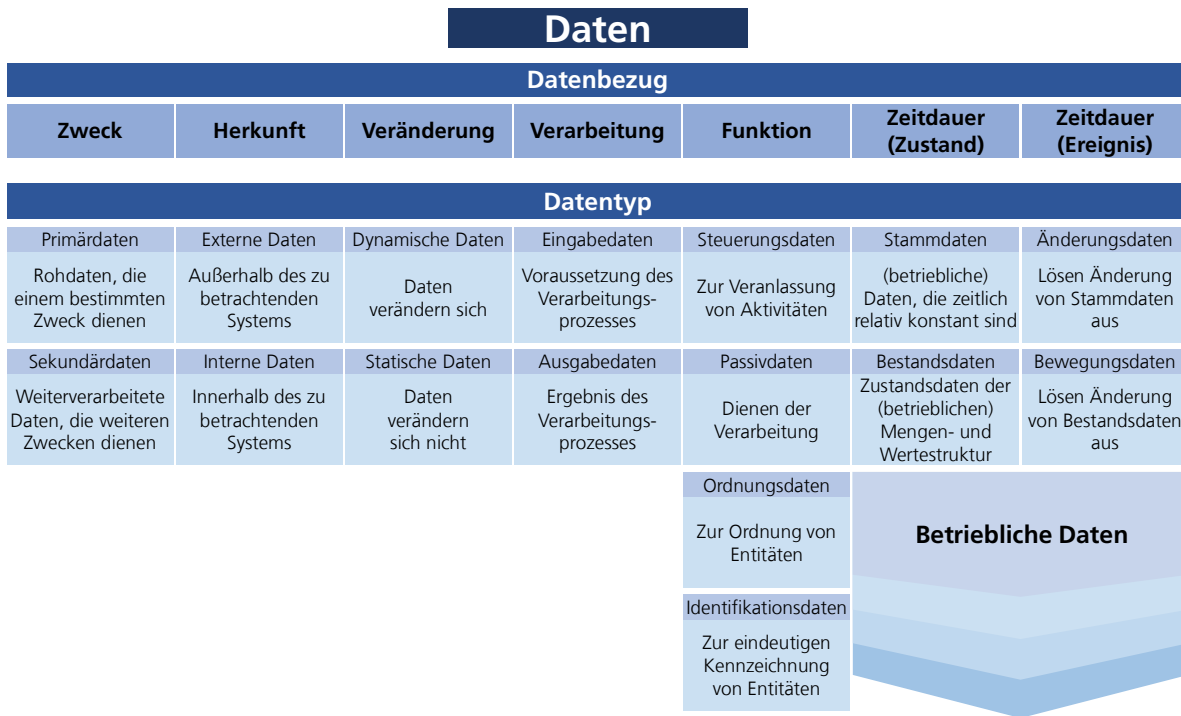 Daten
Datenbezug
Zweck
Herkunft
Veränderung
Verarbeitung
Funktion
Zeitdauer
(Zustand)
Zeitdauer
(Ereignis)
Datentyp
Primärdaten
Externe Daten
Dynamische Daten
Eingabedaten
Steuerungsdaten
Stammdaten
Änderungsdaten
Rohdaten, die
einem bestimmten
Zweck dienen
Außerhalb des zu
betrachtenden
Systems
Daten
verändern sich
Voraussetzung des
Verarbeitungs-
prozesses
Zur Veranlassung
von Aktivitäten
(betriebliche)
Daten, die zeitlich
relativ konstant sind
Lösen Änderung
von Stammdaten
aus
Sekundärdaten
Interne Daten
Statische Daten
Ausgabedaten
Passivdaten
Bestandsdaten
Bewegungsdaten
Weiterverarbeitete
Daten, die weiteren
Zwecken dienen
Innerhalb des zu
betrachtenden
Systems
Daten
verändern
sich nicht
Ergebnis des
Verarbeitungs-
prozesses
Dienen der
Verarbeitung
Zustandsdaten der
(betrieblichen)
Mengen- und
Wertestruktur
Lösen Änderung
von Bestandsdaten
aus
Ordnungsdaten
Zur Ordnung von
Entitäten
Betriebliche Daten
Identifikationsdaten
Zur eindeutigen
Kennzeichnung
von Entitäten